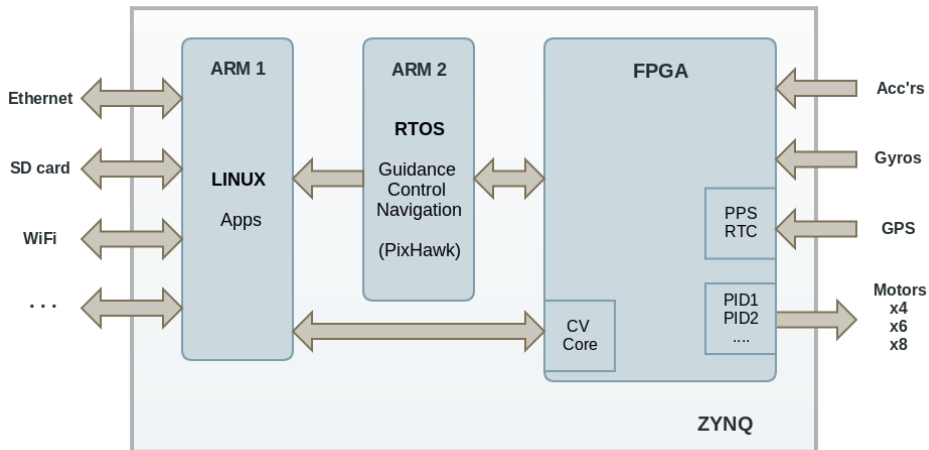 Ethernet
SD card
WiFi
. . .
ARM 1
LINUX
Apps
ARM 2
RTOS
Guidance
Control
Navigation
(PixHawk)
FPGA
PPS
RTC
PID1
PID2
....
CV
Core
Acc'rs
Gyros
GPS
Motors
x4
x6
x8
ZYNQ